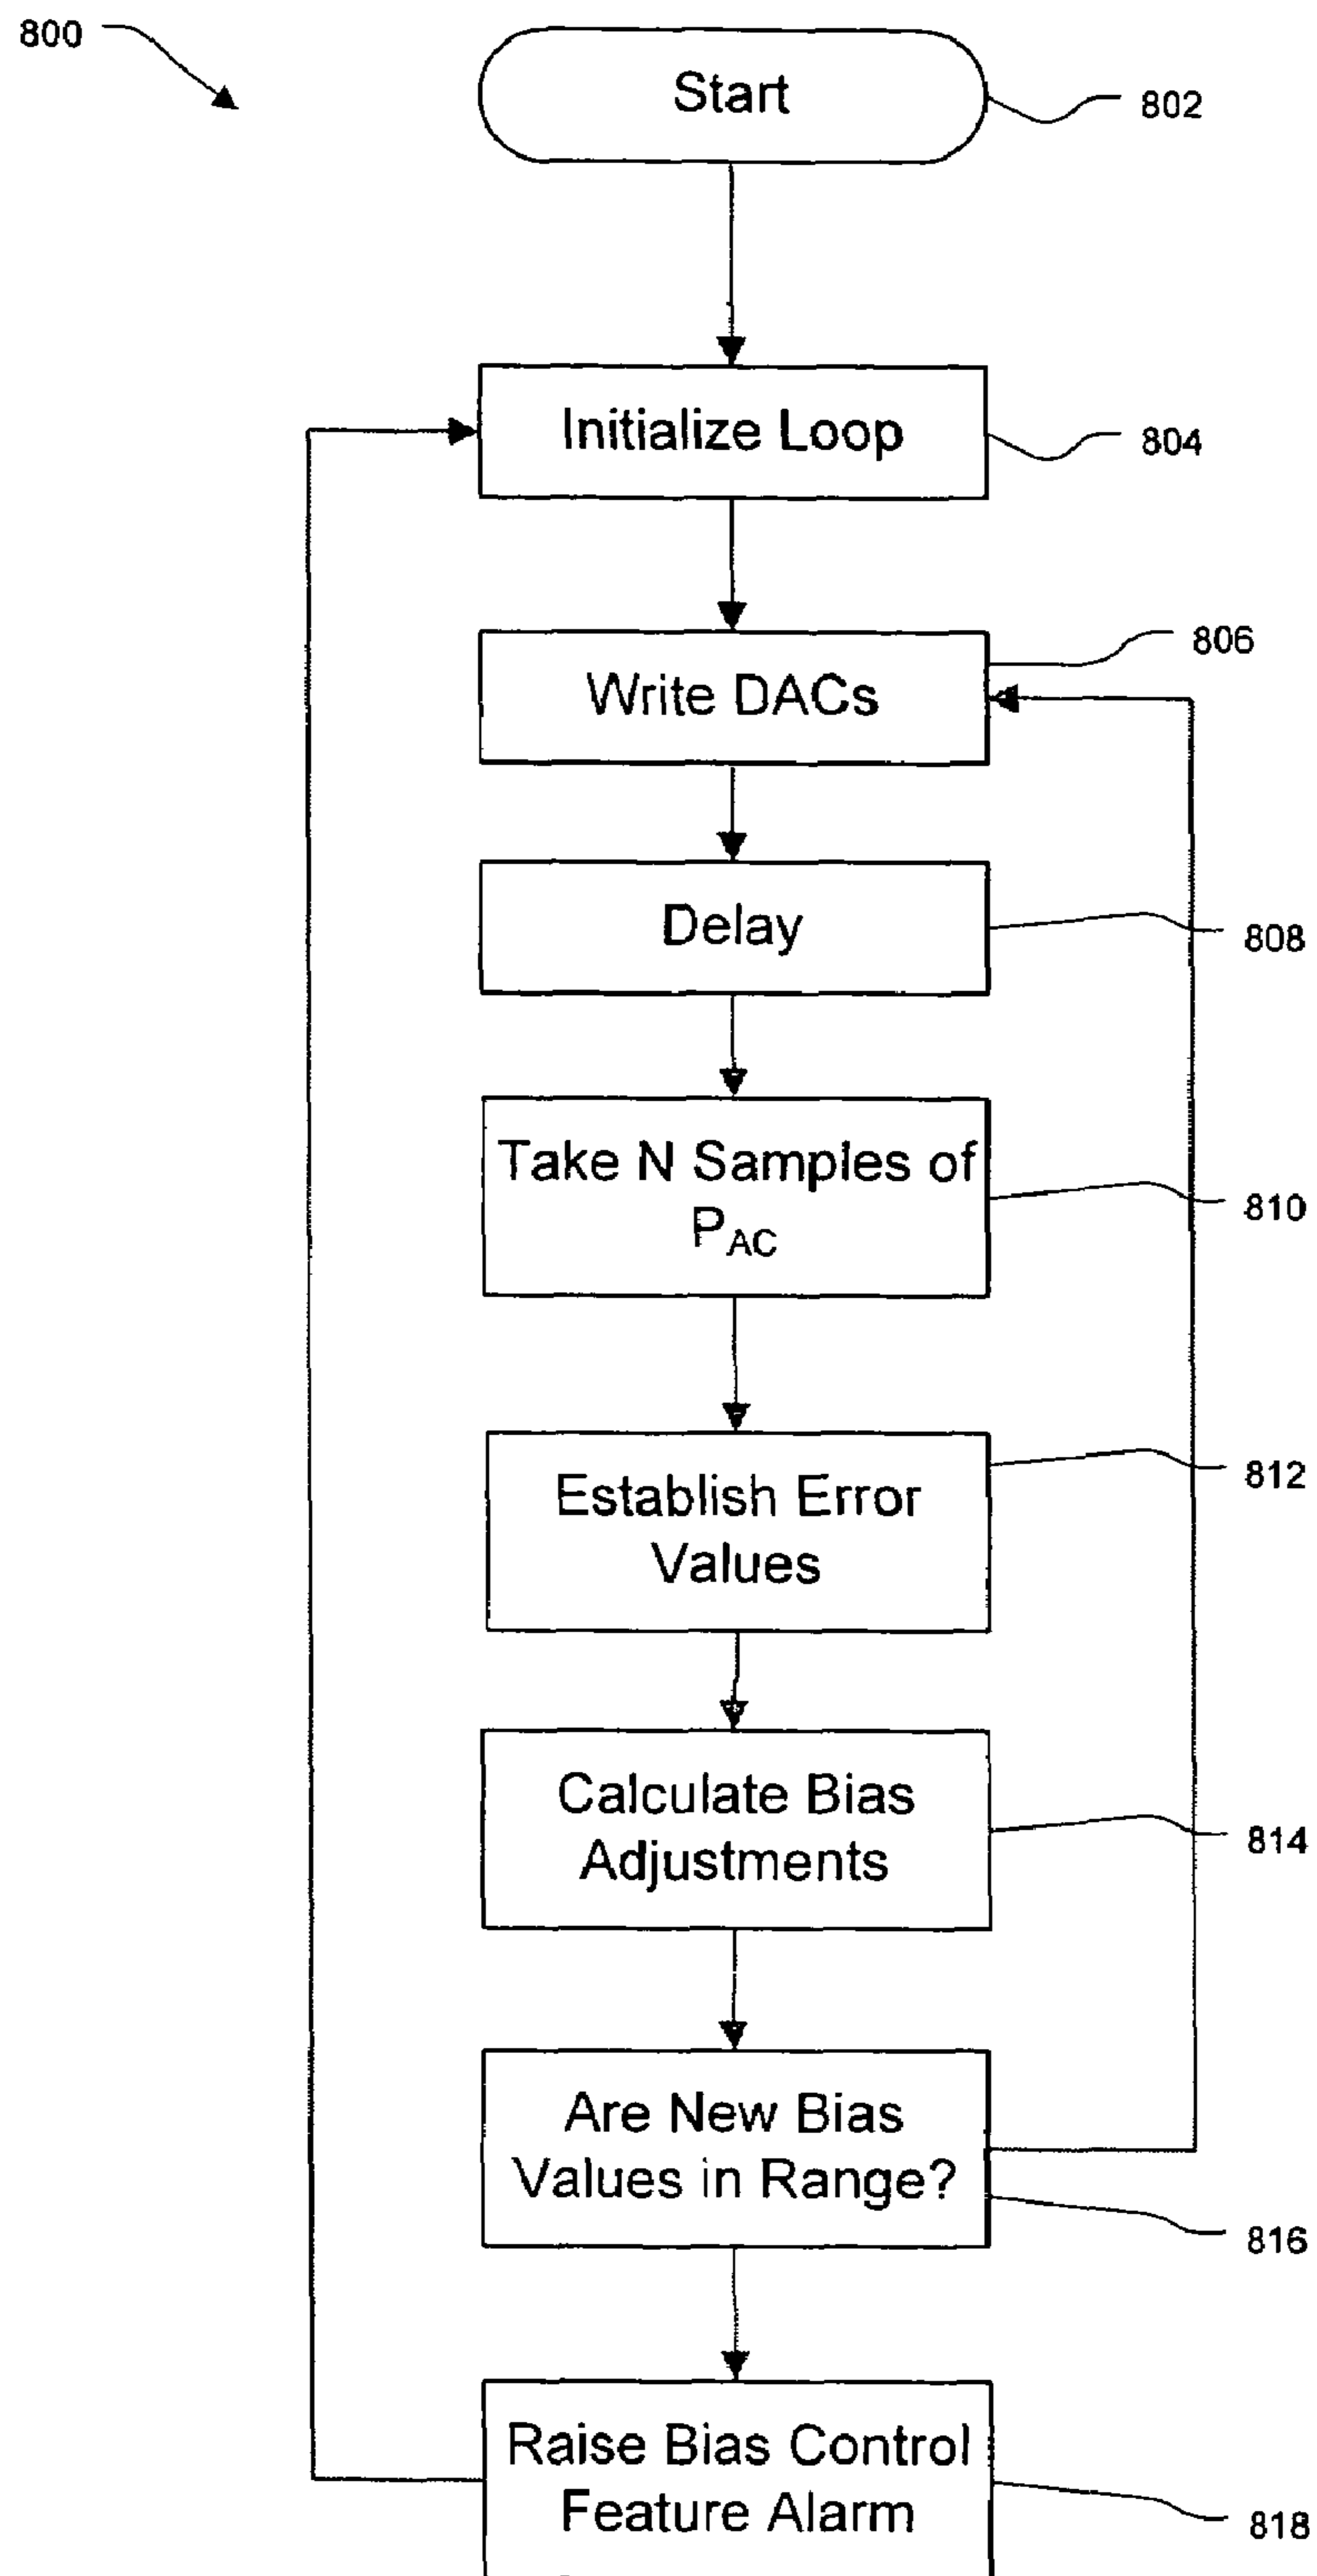 800
Start
802
Initialize Loop
804
806
Write DACs
Delay
808
Take N Samples of
P_AC
810
Establish Error
Values
812
Calculate Bias
Adjustments
814
Are New Bias
Values in Range?
816
Raise Bias Control
Feature Alarm
818